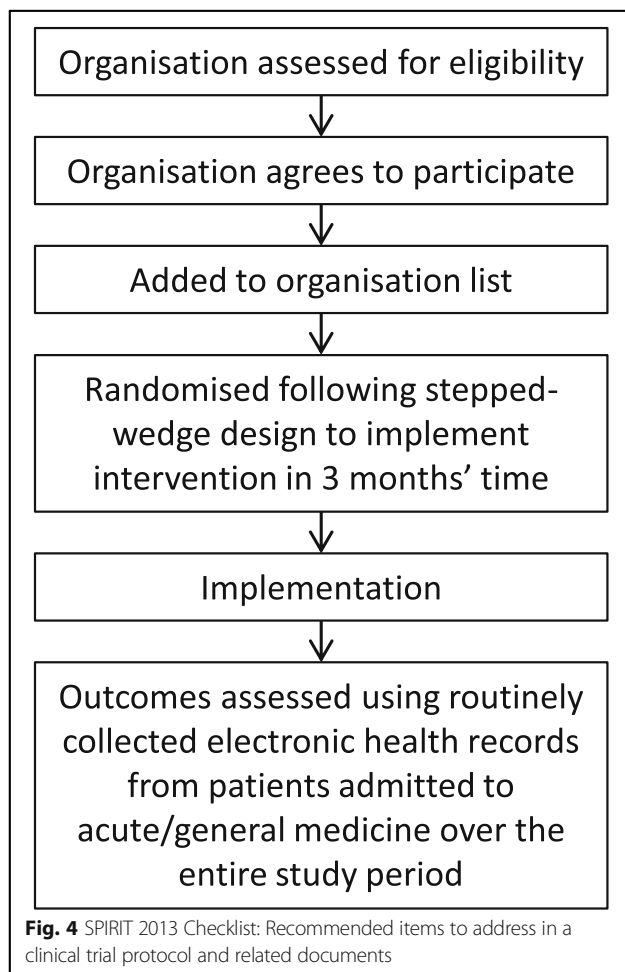 Organisation assessed for eligibility
Organisation agrees to participate
Added to organisation list
Randomised following stepped-
wedge design to implement
intervention in 3 months’ time
Implementation
Outcomes assessed using routinely
collected electronic health records
from patients admitted to
acute/general medicine over the
entire study period
Fig. 4 SPIRIT 2013 Checklist: Recommended items to address in a
clinical trial protocol and related documents